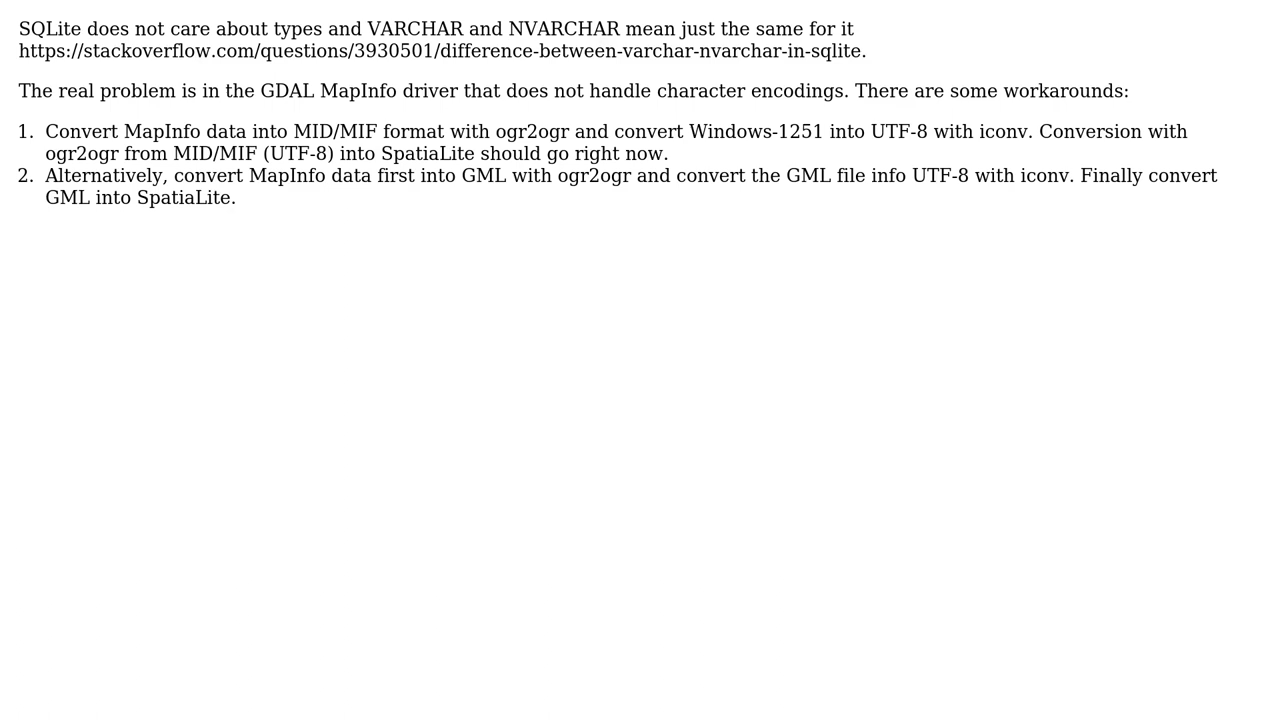 SQLite does not care about types and VARCHAR and NVARCHAR mean just the same for it
https://stackoverflow.com/questions/3930501/difference-between-varchar-nvarchar-in-sqlite.
The real problem is in the GDAL MapInfo driver that does not handle character encodings. There are some workarounds:
1. Convert MapInfo data into MID/MIF format with ogr2ogr and convert Windows-1251 into UTF-8 with iconv. Conversion with
ogr2ogr from MID/MIF (UTF-8) into SpatiaLite should go right now.
2. Alternatively, convert MapInfo data first into GML with ogr2ogr and convert the GML file info UTF-8 with iconv. Finally convert
GML into SpatiaLite.